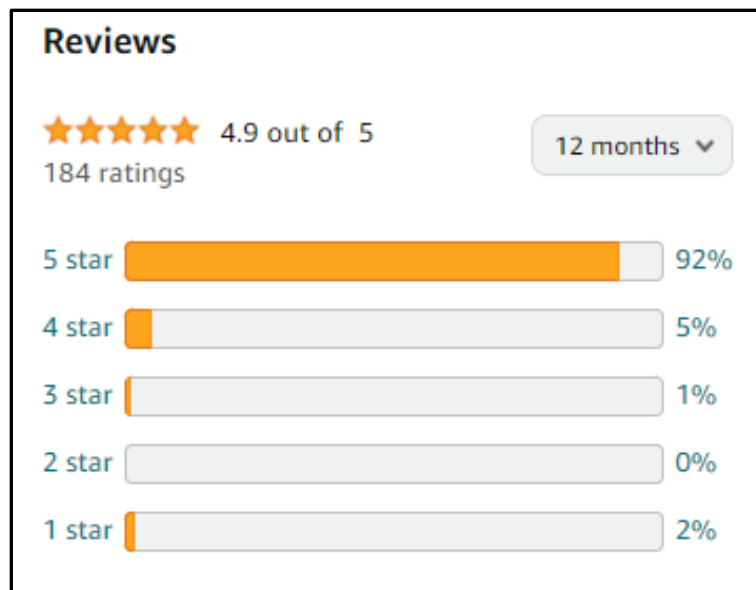 Reviews
4.9 out of 5
12 months
184 ratings
5 star 92%
4 star 5%
3 star 1%
2 star 0%
1 star 2%